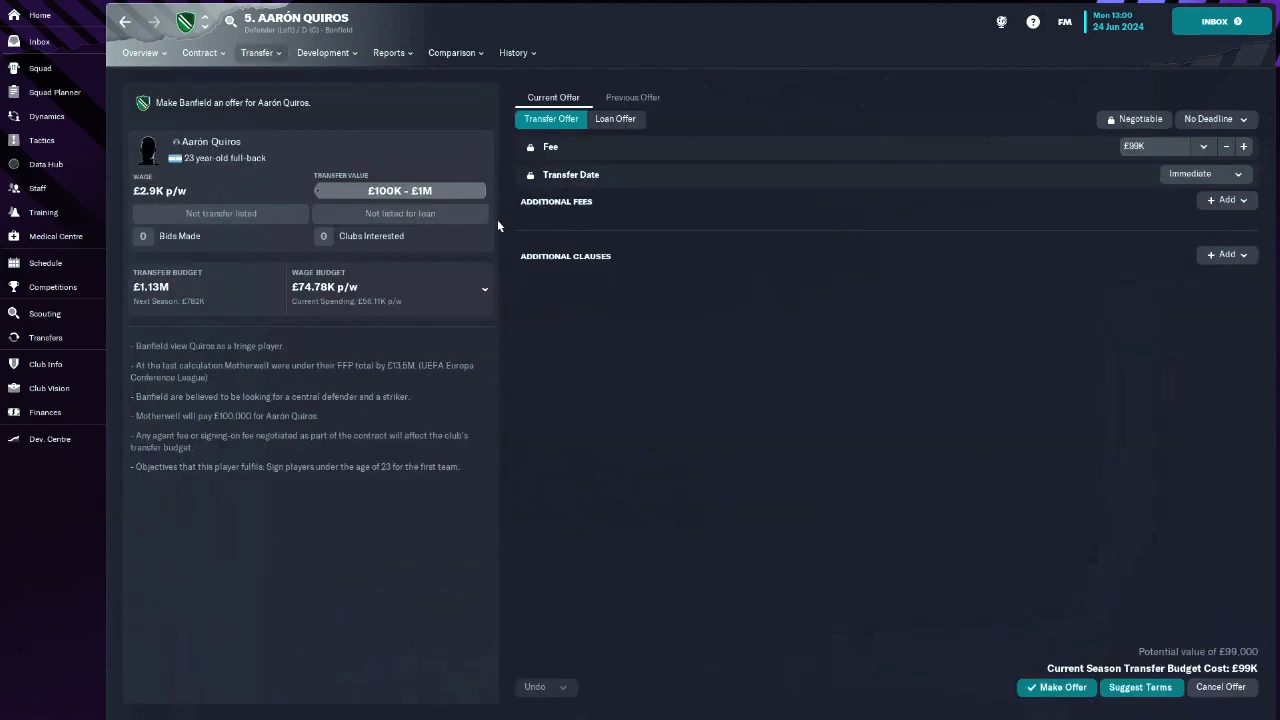 Home
Inbox
Squad
Squad Planner
Dynamics
Tactics
Data Hub
Staff
Training
Medical Centre
Schedule
Competitions
Scouting
Transfers
Club Info
Club Vision
Finances
Dev. Centre
5. AARÓN QUIROS
Defender (Left) / D (C) - Banfield
FM
Mon 13:00
24 Jun 2024
INBOX
Overview
Contract
Transfer
Development
Reports
Comparison
History
Make Banfield an offer for Aarón Quiros.
Aarón Quiros
23 year-old full-back
WAGE
£2.9K p/w
TRANSFER VALUE
£100K - £1M
Not transfer listed
Not listed for loan
0 Bids Made
0 Clubs Interested
TRANSFER BUDGET
£1.13M
Next Season: £782K
WAGE BUDGET
£74.78K p/w
Current Spending: £56.11K p/w
- Banfield view Quiros as a fringe player.
- At the last calculation Motherwell were under their FFP total by £13.5M. (UEFA Europa
Conference League)
- Banfield are believed to be looking for a central defender and a striker.
- Motherwell will pay £100,000 for Aarón Quiros.
- Any agent fee or signing-on fee negotiated as part of the contract will affect the club's
transfer budget.
- Objectives that this player fulfils: Sign players under the age of 23 for the first team.
Current Offer
Previous Offer
Transfer Offer
Loan Offer
Negotiable
No Deadline
Fee
£99K
- +
Transfer Date
Immediate
ADDITIONAL FEES
+ Add
ADDITIONAL CLAUSES
+ Add
Potential value of £99,000
Current Season Transfer Budget Cost: £99K
Undo
Make Offer
Suggest Terms
Cancel Offer